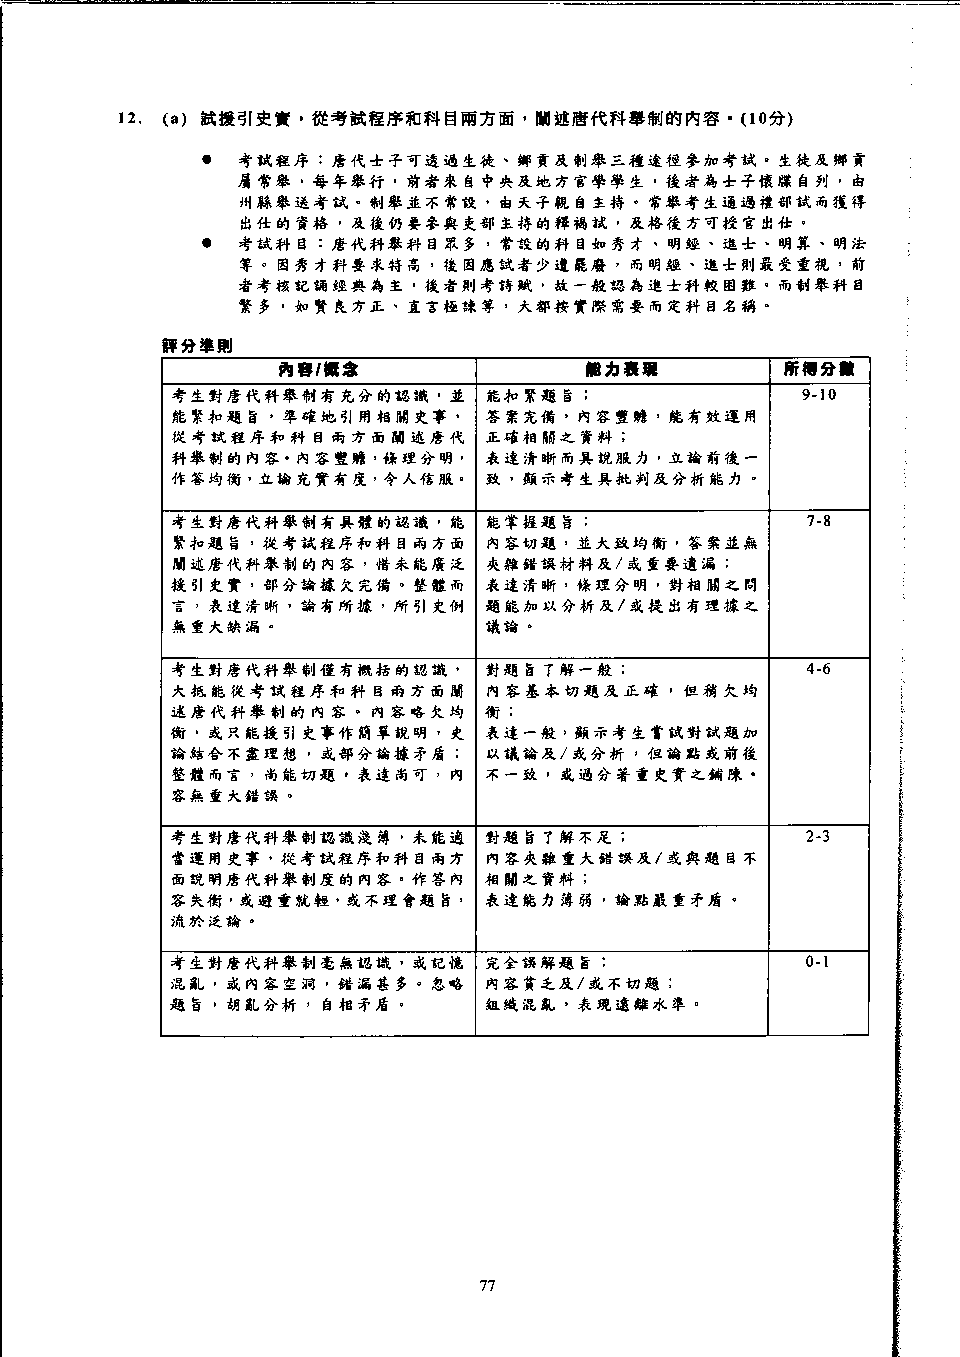 12. (a) 試援引史實，從考試程序和科目兩方面，闡述唐代科舉制的內容。(10分)
● 考試程序：唐代士子可透過生徒、鄉貢及制舉三種途徑參加考試。生徒及鄉貢
屬常舉，每年舉行，前者來自中央及地方官學學生，後者為士子懷牒自列，由
州縣舉送考試。制舉並不常設，由天子親自主持。常舉考生通過禮部試而獲得
出仕的資格，及後仍要參與吏部主持的釋褐試，及格後方可授官出仕。
● 考試科目：唐代科舉科目眾多，常設的科目如秀才、明經、進士、明算、明法
等。因秀才科要求特高，後因應試者少遭罷廢，而明經、進士則最受重視，前
者考核記誦經典為主，後者則考詩賦，故一般認為進士科較困難。而制舉科目
繁多，如賢良方正、直言極諫等，大都按實際需要而定科目名稱。
評分準則
內容/概念 能力表現 所得分數
考生對唐代科舉制有充分的認識，並
能緊扣題旨，準確地引用相關史事，
從考試程序和科目兩方面闡述唐代
科舉制的內容。內容豐贍，條理分明，
作答均衡，立論充實有度，令人信服。
能扣緊題旨；
答案完備，內容豐贍，能有效運用
正確相關之資料；
表達清晰而具說服力，立論前後一
致，顯示考生具批判及分析能力。
9-10
考生對唐代科舉制有具體的認識，能
緊扣題旨，從考試程序和科目兩方面
闡述唐代科舉制的內容，惜未能廣泛
援引史實，部分論據欠完備。整體而
言，表達清晰，論有所據，所引史例
無重大缺漏。
能掌握題旨；
內容切題，並大致均衡，答案並無
夾雜錯誤材料及/或重要遺漏；
表達清晰，條理分明，對相關之問
題能加以分析及/或提出有理據之
議論。
7-8
考生對唐代科舉制僅有概括的認識，
大抵能從考試程序和科目兩方面闡
述唐代科舉制的內容。內容略欠均
衡，或只能援引史事作簡單說明，史
論結合不盡理想，或部分論據矛盾；
整體而言，尚能切題，表達尚可，內
容無重大錯誤。
對題旨了解一般；
內容基本切題及正確，但稍欠均
衡；
表達一般，顯示考生嘗試對試題加
以議論及/或分析，但論點或前後
不一致，或過分著重史實之鋪陳。
4-6
考生對唐代科舉制認識淺薄，未能適
當運用史事，從考試程序和科目兩方
面說明唐代科舉制度的內容。作答內
容失衡，或避重就輕，或不理會題旨，
流於泛論。
對題旨了解不足；
內容夾雜重大錯誤及/或與題目不
相關之資料；
表達能力薄弱，論點嚴重矛盾。
2-3
考生對唐代科舉制毫無認識，或記憶
混亂，或內容空洞，錯漏甚多。忽略
題旨，胡亂分析，自相矛盾。
完全誤解題旨；
內容貧乏及/或不切題；
組織混亂，表現遠離水準。
0-1
77